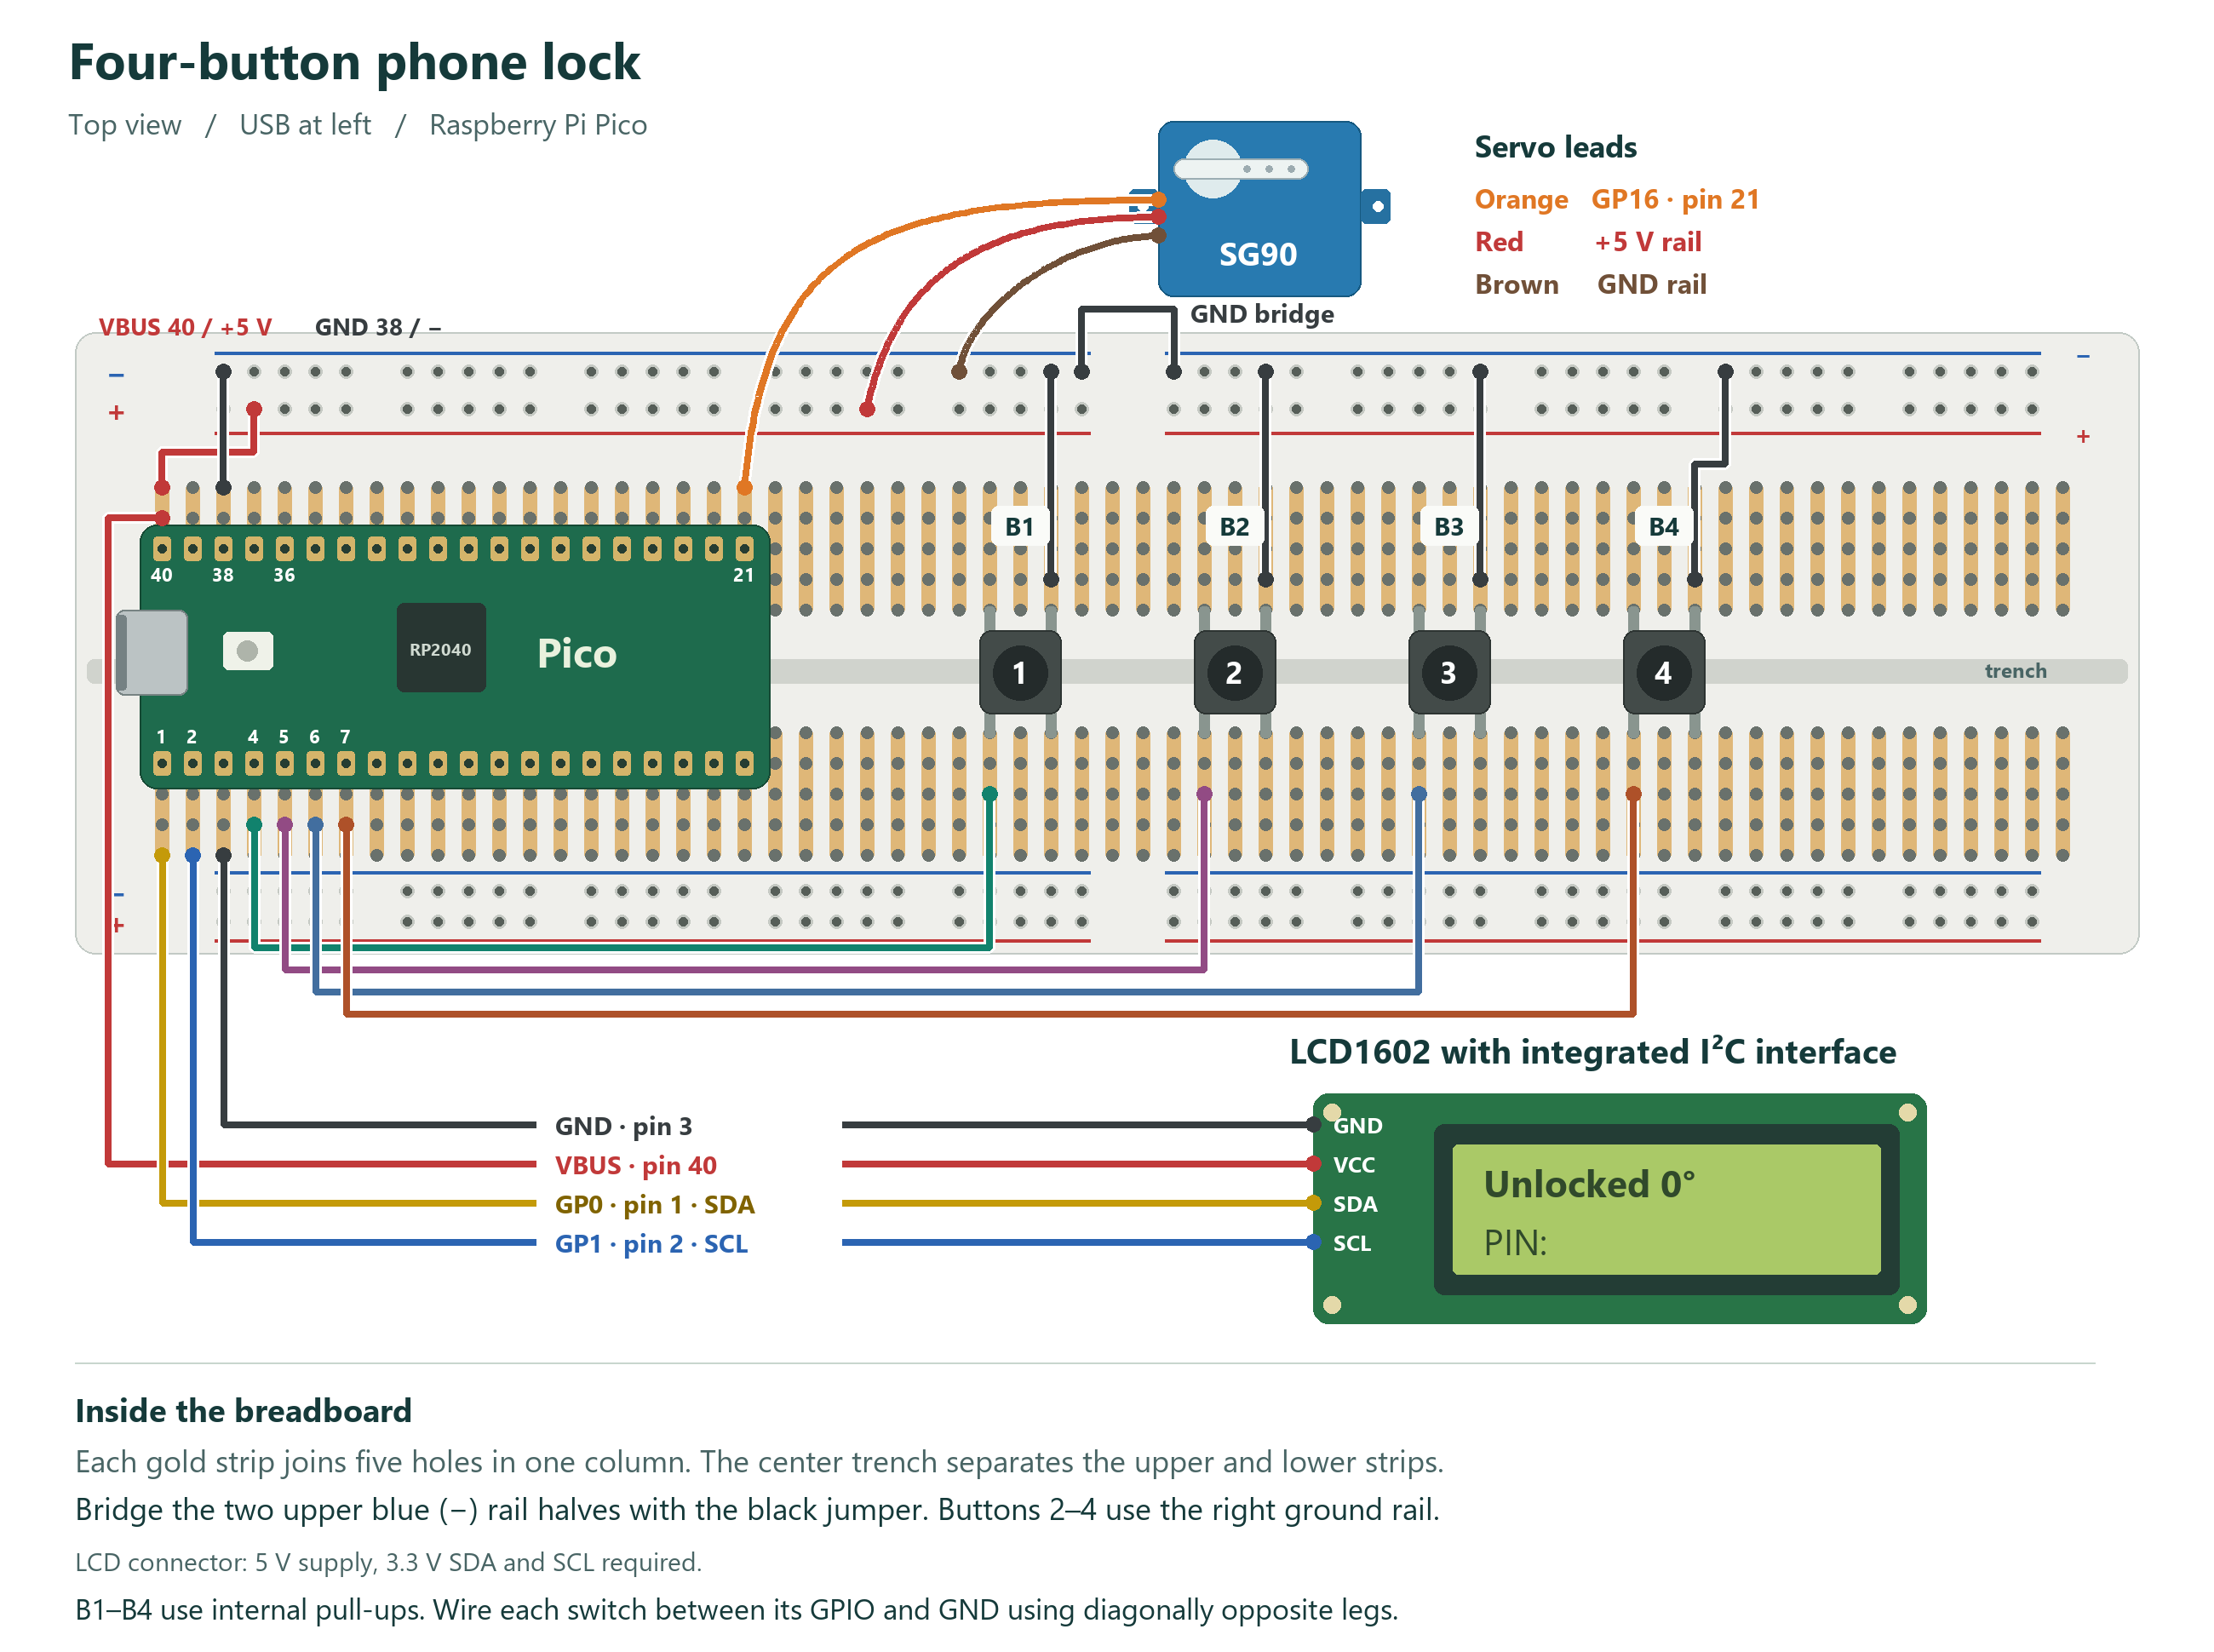 Four-button phone lock
Top view / USB at left / Raspberry Pi Pico
Servo leads
Orange GP16 · pin 21
Red +5 V rail
Brown GND rail
SG90
GND bridge
VBUS 40 / +5 V GND 38 / −
− −
+ +
B1 B2 B3 B4
40 38 36 21
RP2040 Pico
1 2 3 4
trench
1 2 4 5 6 7
−
+
LCD1602 with integrated I²C interface
GND · pin 3 GND
VBUS · pin 40 VCC
GP0 · pin 1 · SDA SDA
GP1 · pin 2 · SCL SCL
Unlocked 0°
PIN:
Inside the breadboard
Each gold strip joins five holes in one column. The center trench separates the upper and lower strips.
Bridge the two upper blue (−) rail halves with the black jumper. Buttons 2–4 use the right ground rail.
LCD connector: 5 V supply, 3.3 V SDA and SCL required.
B1–B4 use internal pull-ups. Wire each switch between its GPIO and GND using diagonally opposite legs.